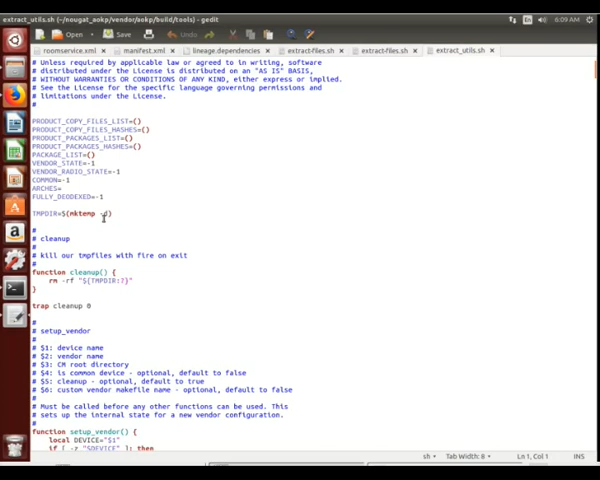 extract_utils.sh (~/nougat_aokp/vendor/aokp/build/tools) - gedit
En
6:09 AM
Open
Save
Undo
roomservice.xml
manifest.xml
lineage.dependencies
extract-files.sh
extract-files.sh
extract_utils.sh
# Unless required by applicable law or agreed to in writing, software
# distributed under the License is distributed on an "AS IS" BASIS,
# WITHOUT WARRANTIES OR CONDITIONS OF ANY KIND, either express or implied.
# See the License for the specific language governing permissions and
# limitations under the License.
#
PRODUCT_COPY_FILES_LIST=()
PRODUCT_COPY_FILES_HASHES=()
PRODUCT_PACKAGES_LIST=()
PRODUCT_PACKAGES_HASHES=()
PACKAGE_LIST=()
VENDOR_STATE=-1
VENDOR_RADIO_STATE=-1
COMMON=-1
ARCHES=
FULLY_DEODEXED=-1
TMPDIR=$(mktemp -d)
#
# cleanup
#
# kill our tmpfiles with fire on exit
#
function cleanup() {
rm -rf "${TMPDIR:?}"
}
trap cleanup 0
#
# setup_vendor
#
# $1: device name
# $2: vendor name
# $3: CM root directory
# $4: is common device - optional, default to false
# $5: cleanup - optional, default to true
# $6: custom vendor makefile name - optional, default to false
#
# Must be called before any other functions can be used. This
# sets up the internal state for a new vendor configuration.
#
function setup_vendor() {
local DEVICE="$1"
if [ -z "$DEVICE" ]; then
sh
Tab Width: 8
Ln 1, Col 1
INS